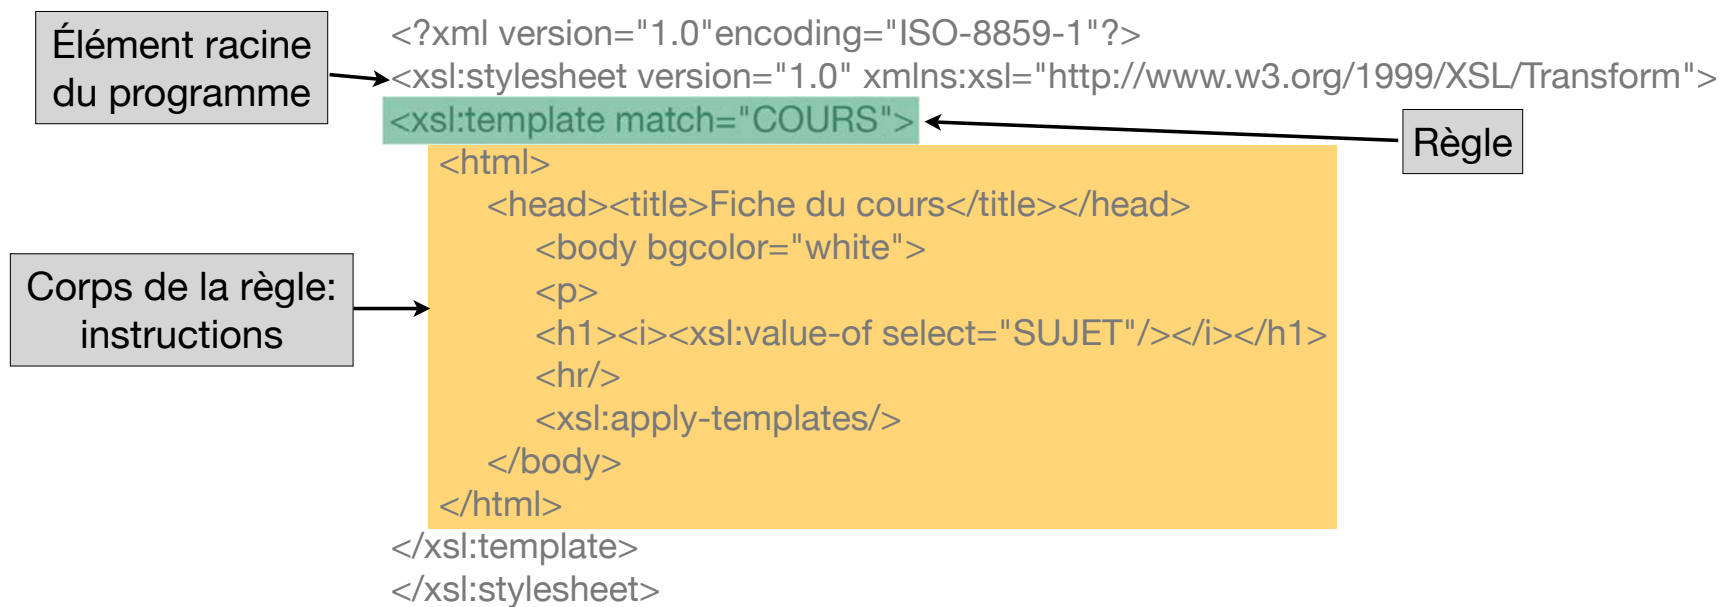 Élément racine
du programme
<?xml version="1.0"encoding="ISO-8859-1"?>
<xsl:stylesheet version="1.0" xmlns:xsl="http://www.w3.org/1999/XSL/Transform">
<xsl:template match="COURS">
Règle
<html>
<head><title>Fiche du cours</title></head>
<body bgcolor="white">
<p>
<h1><i><xsl:value-of select="SUJET"/></i></h1>
<hr/>
<xsl:apply-templates/>
</body>
</html>
Corps de la règle:
instructions
</xsl:template>
</xsl:stylesheet>